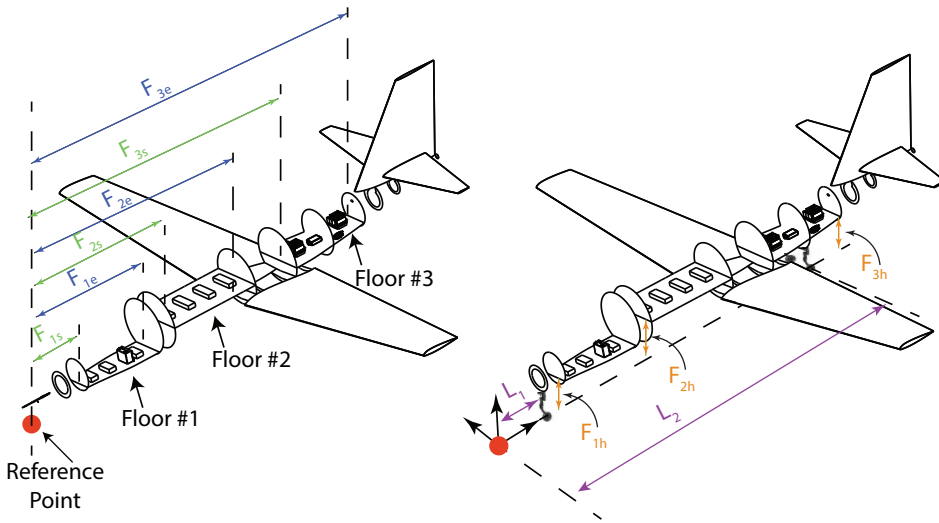 F3e
F3s
F2e
F2s
F1e
F1s
Floor #3
Floor #2
Floor #1
Reference
Point
F3h
F2h
F1h
L1
L2